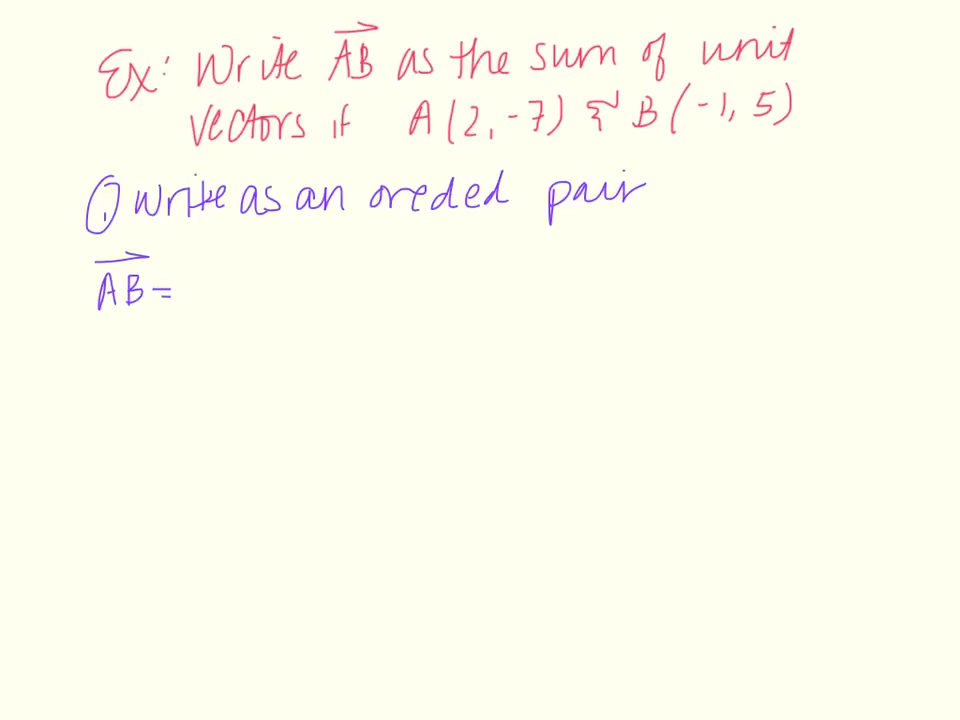 Ex: Write AB as the sum of unit
vectors if A(2,-7) & B(-1,5)
① write as an oreded pair
AB =